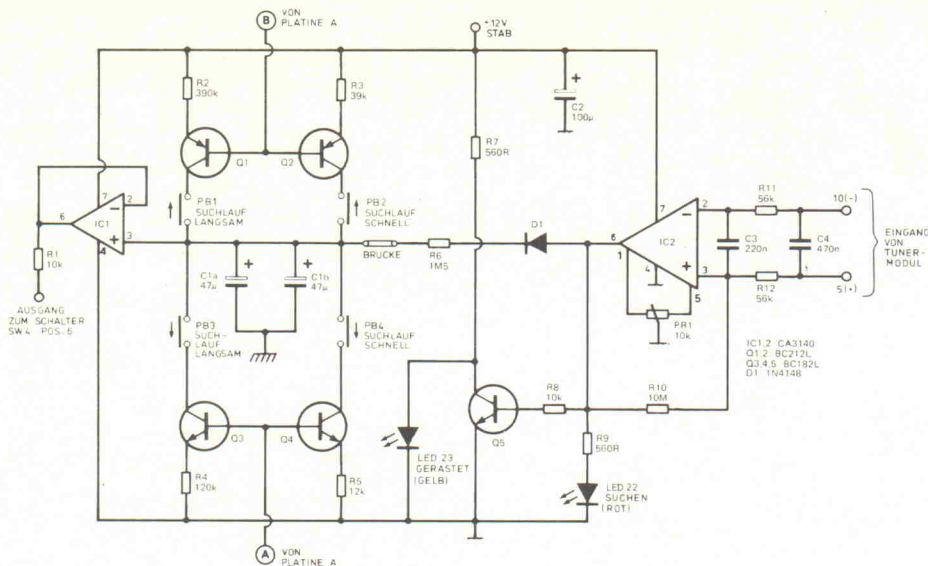 B
VON
PLATINE A
+12V
STAB
R2
390k
R3
39k
C2
100µ
R7
560R
Q1
Q2
7
2
6
IC1
3
4
R1
10k
AUSGANG
ZUM SCHALTER
SW4 POS.6
PB1
SUCHLAUF
LANGSAM
PB2
SUCHLAUF
SCHNELL
C1a
47µ
C1b
47µ
BRÜCKE
R6
1M5
D1
7
2
6
1
IC2
4
3
5
PR1
10k
R11
56k
C3
220n
C4
470n
R12
56k
10(-)
5(+)
EINGANG
VON
TUNER-
MODUL
IC1,2 CA3140
Q1,2 BC212L
Q3,4,5 BC182L
D1 1N4148
PB3
SUCH-
LAUF
LANGSAM
PB4
SUCHLAUF
SCHNELL
Q3
Q4
R4
120k
R5
12k
LED 23
GERASTET
(GELB)
Q5
R8
10k
R10
10M
R9
560R
LED 22
SUCHEN
(ROT)
A
VON
PLATINE A